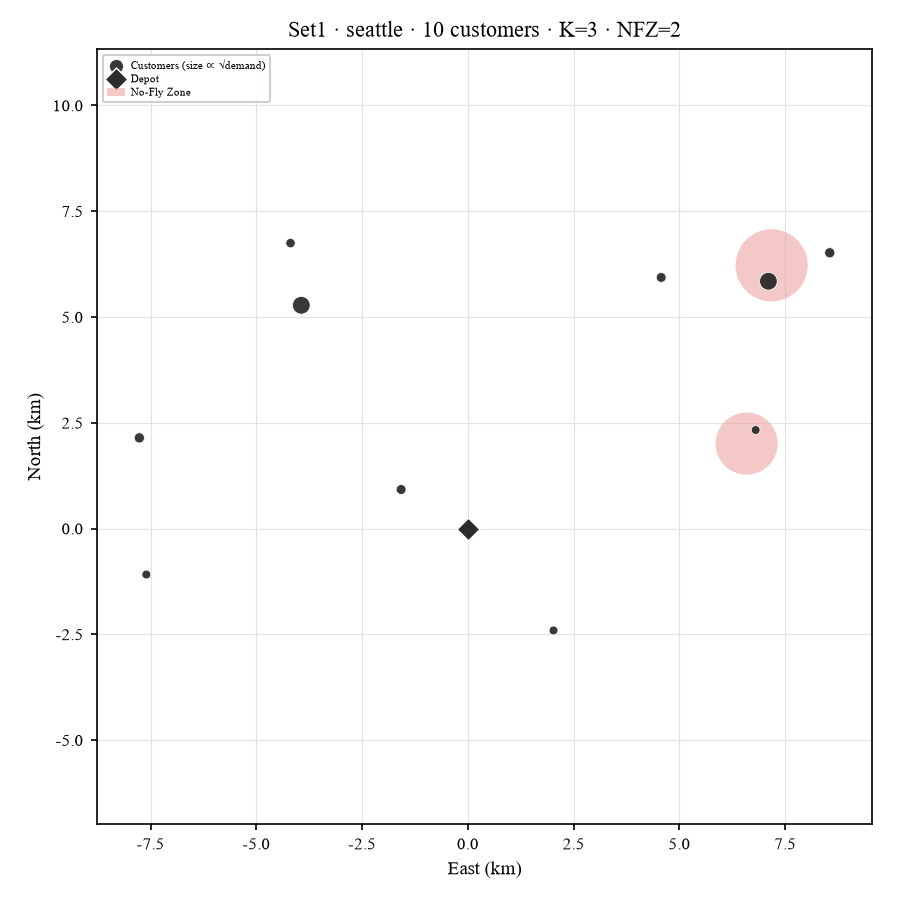 Set1 · seattle · 10 customers · K=3 · NFZ=2
Customers (size ∝ √demand)
Depot
No-Fly Zone
10.0
7.5
5.0
2.5
0.0
-2.5
-5.0
North (km)
-7.5 -5.0 -2.5 0.0 2.5 5.0 7.5
East (km)